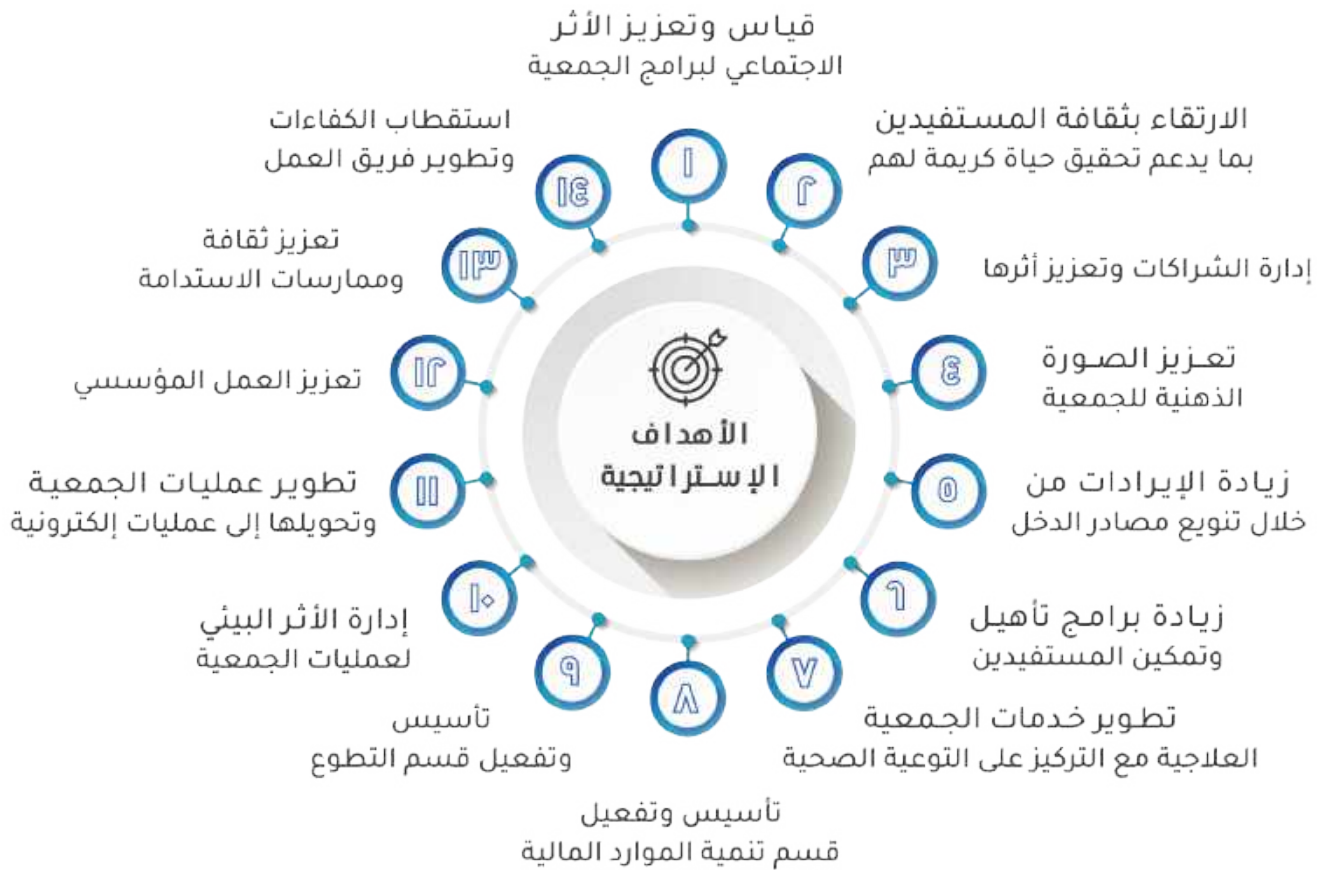 الأهداف
الإستراتيجية
١
قياس وتعزيز الأثر
الاجتماعي لبرامج الجمعية
٢
الارتقاء بثقافة المستفيدين
بما يدعم تحقيق حياة كريمة لهم
٣
إدارة الشراكات وتعزيز أثرها
٤
تعزيز الصورة
الذهنية للجمعية
٥
زيادة الإيرادات من
خلال تنويع مصادر الدخل
٦
زيادة برامج تأهيل
وتمكين المستفيدين
٧
تطوير خدمات الجمعية
العلاجية مع التركيز على التوعية الصحية
٨
تأسيس وتفعيل
قسم تنمية الموارد المالية
٩
تأسيس
وتفعيل قسم التطوع
١٠
إدارة الأثر البيئي
لعمليات الجمعية
١١
تطوير عمليات الجمعية
وتحويلها إلى عمليات إلكترونية
١٢
تعزيز العمل المؤسسي
١٣
تعزيز ثقافة
وممارسات الاستدامة
١٤
استقطاب الكفاءات
وتطوير فريق العمل